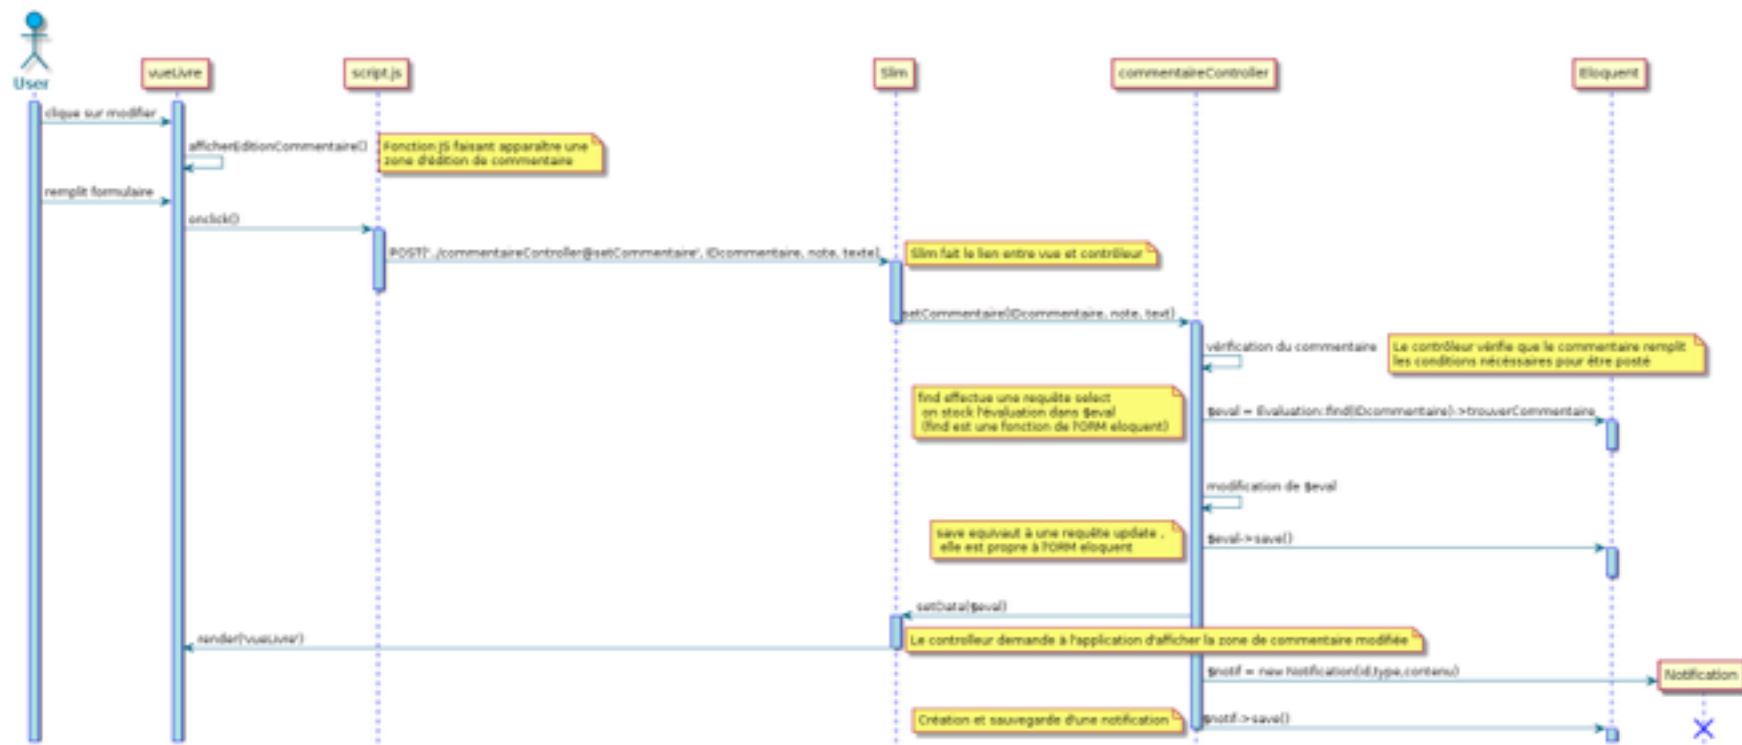 User
vueLivre
script.js
Slim
commentaireController
Eloquent
clique sur modifier
afficherEditionCommentaire()
Fonction JS faisant apparaître une
zone d'édition de commentaire
remplit formulaire
onclick()
POST('./commentaireController@setCommentaire', IDcommentaire, note, texte)
Slim fait le lien entre vue et contrôleur
setCommentaire(IDcommentaire, note, text)
vérification du commentaire
Le contrôleur vérifie que le commentaire remplit
les conditions nécéssaires pour être posté
find effectue une requête select
on stock l'évaluation dans $eval
(find est une fonction de l'ORM eloquent)
$eval = Evaluation::find(IDcommentaire)->trouverCommentaire
modification de $eval
save equivaut à une requête update ,
elle est propre à l'ORM eloquent
$eval->save()
setData($eval)
render('vueLivre')
Le controlleur demande à l'application d'afficher la zone de commentaire modifiée
$notif = new Notification(id,type,contenu)
Notification
Création et sauvegarde d'une notification
$notif->save()